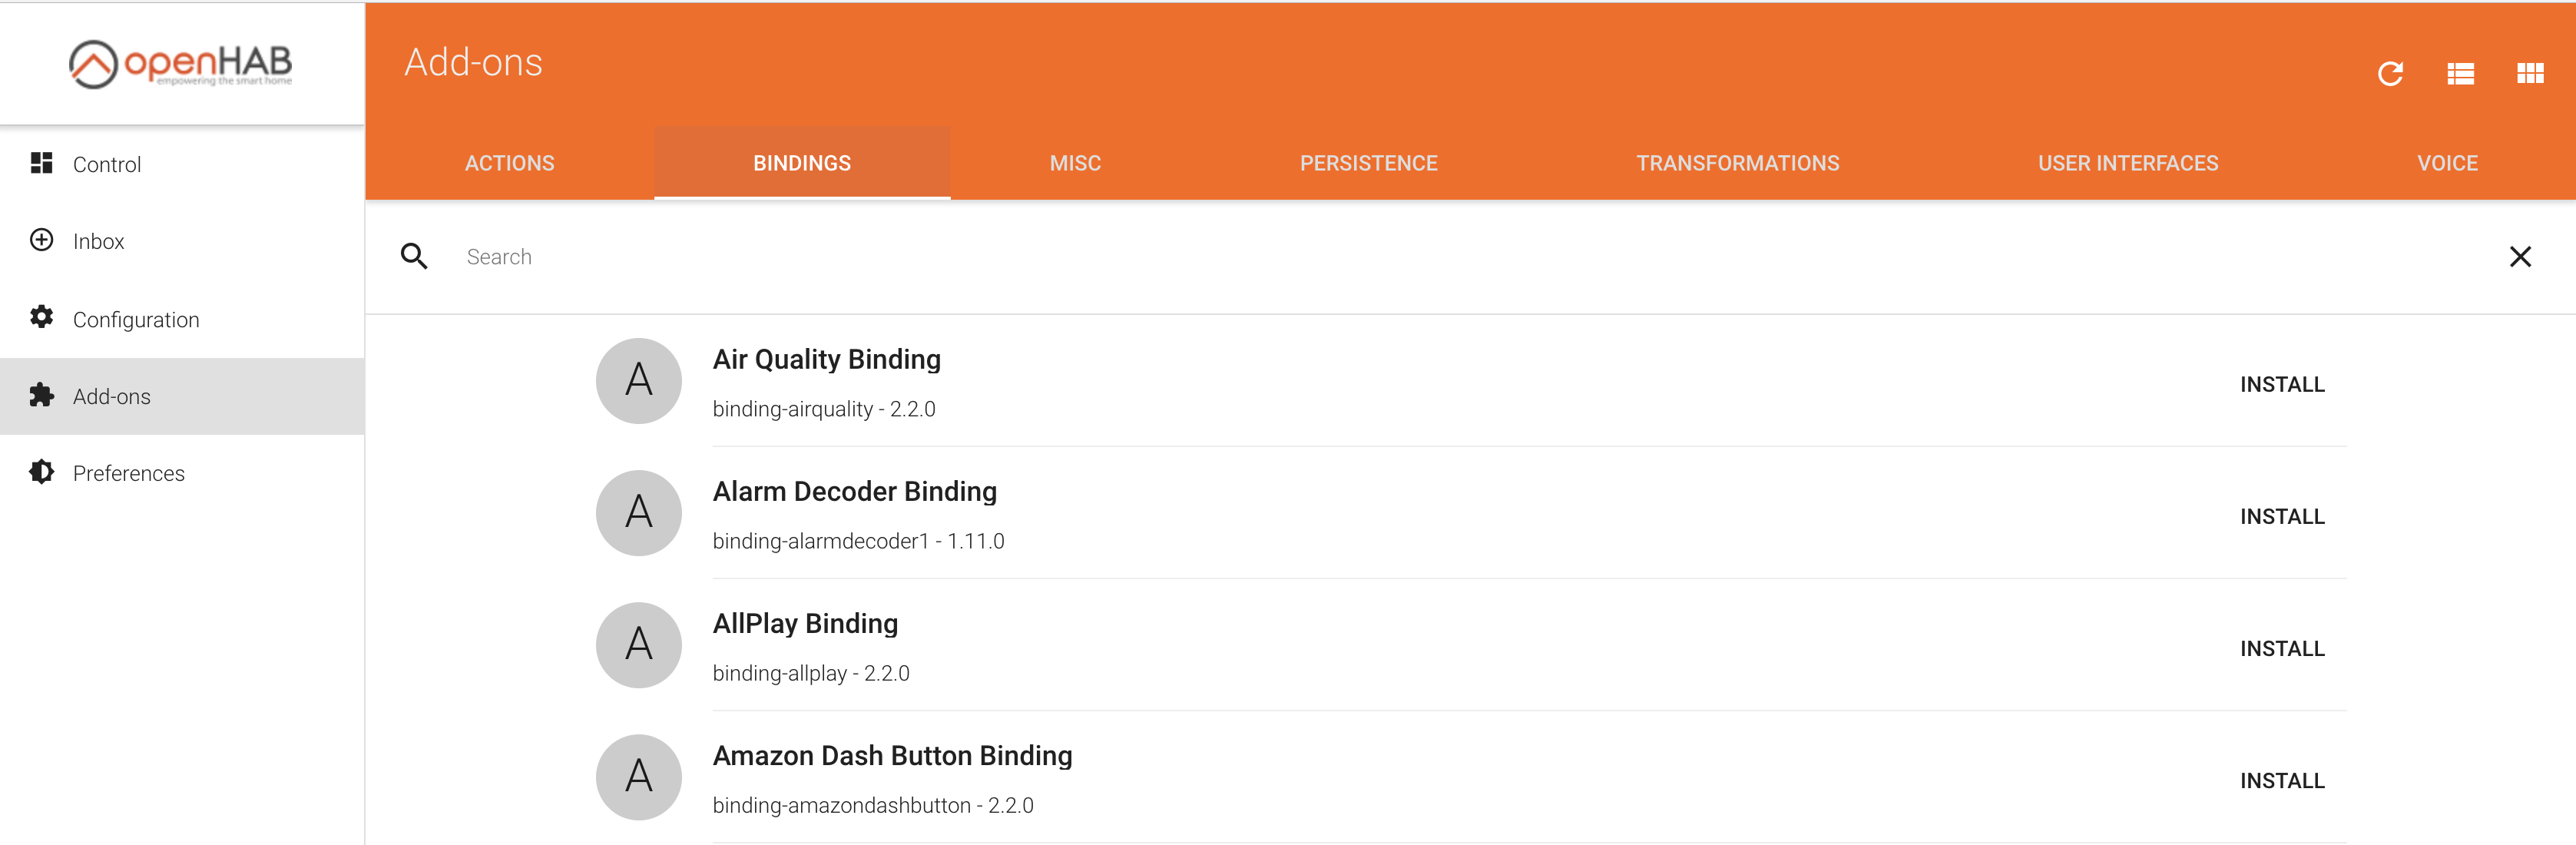 openHAB
empowering the smart home
Control
Inbox
Configuration
Add-ons
Preferences
Add-ons
ACTIONS BINDINGS MISC PERSISTENCE TRANSFORMATIONS USER INTERFACES VOICE
Search
A
Air Quality Binding
binding-airquality - 2.2.0
INSTALL
A
Alarm Decoder Binding
binding-alarmdecoder1 - 1.11.0
INSTALL
A
AllPlay Binding
binding-allplay - 2.2.0
INSTALL
A
Amazon Dash Button Binding
binding-amazondashbutton - 2.2.0
INSTALL